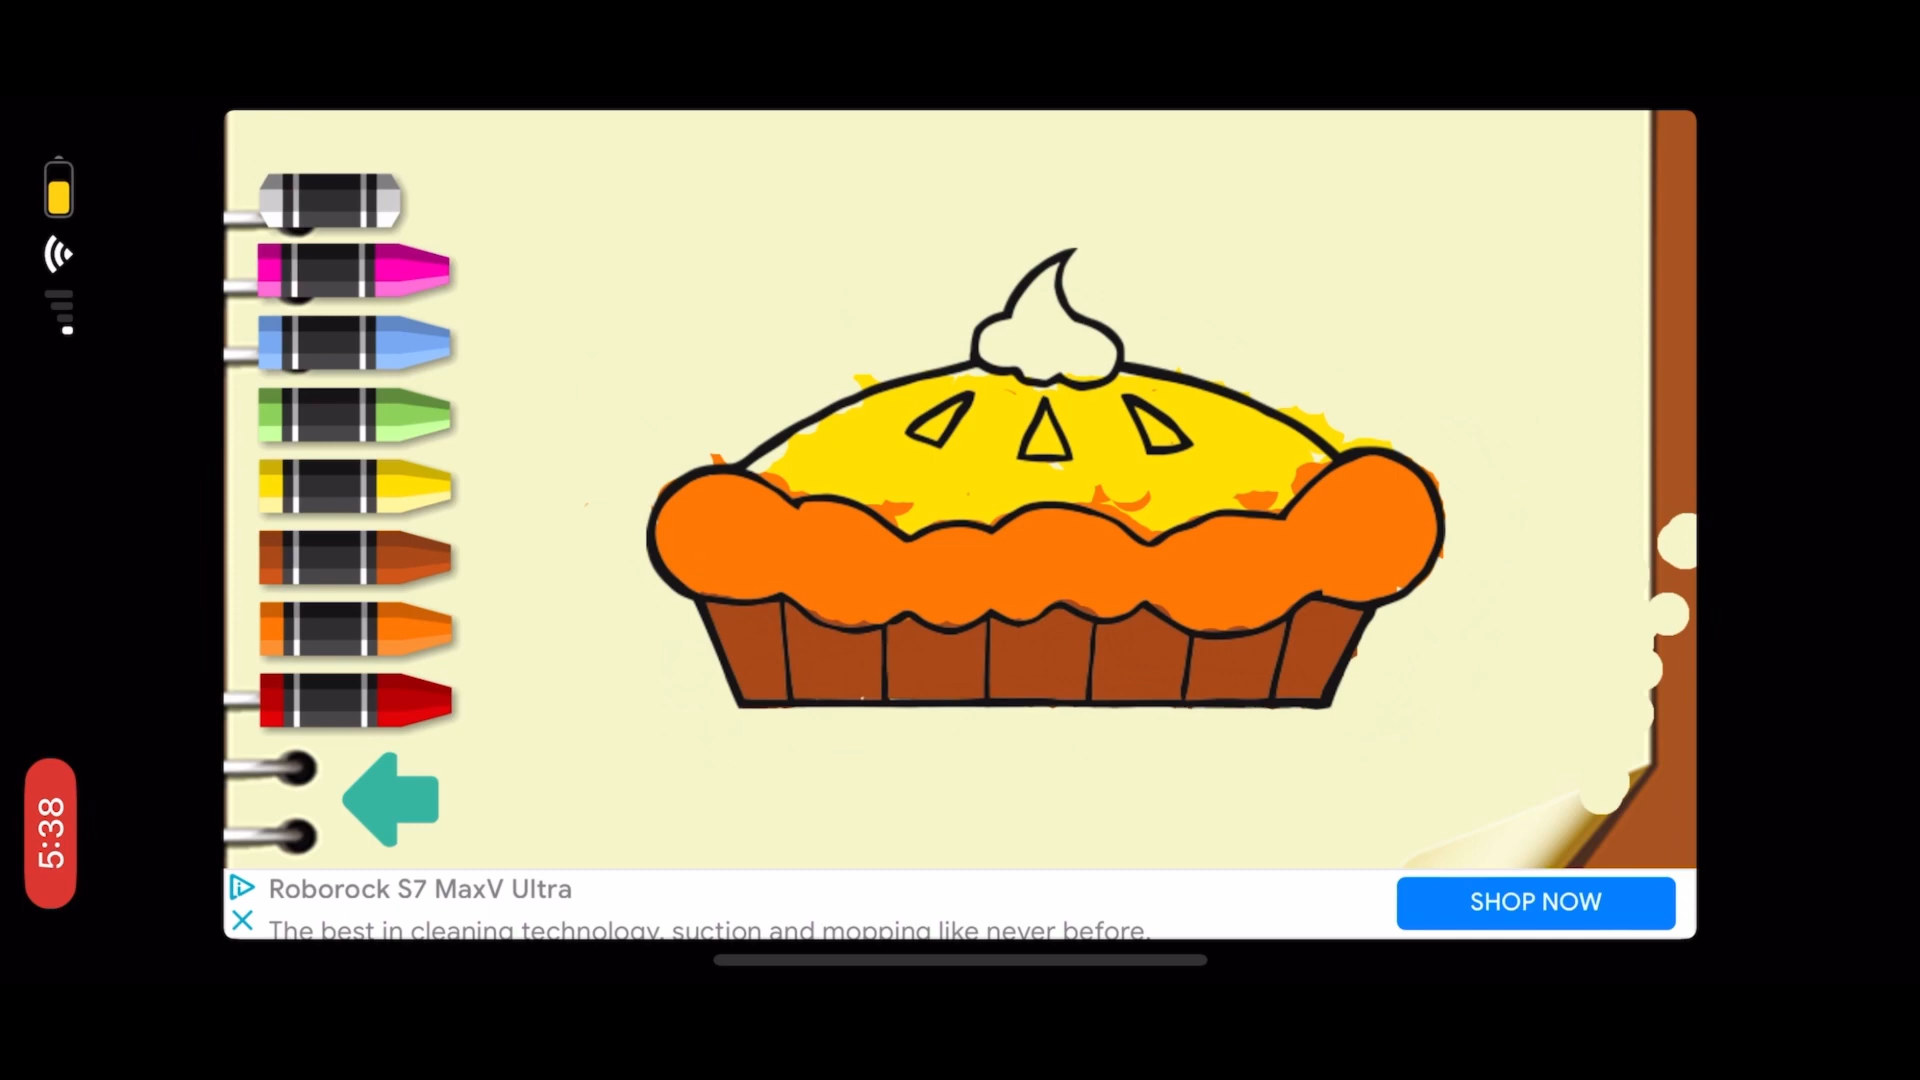 5:38
Roborock S7 MaxV Ultra
SHOP NOW
The best in cleaning technology, suction and mopping like never before.